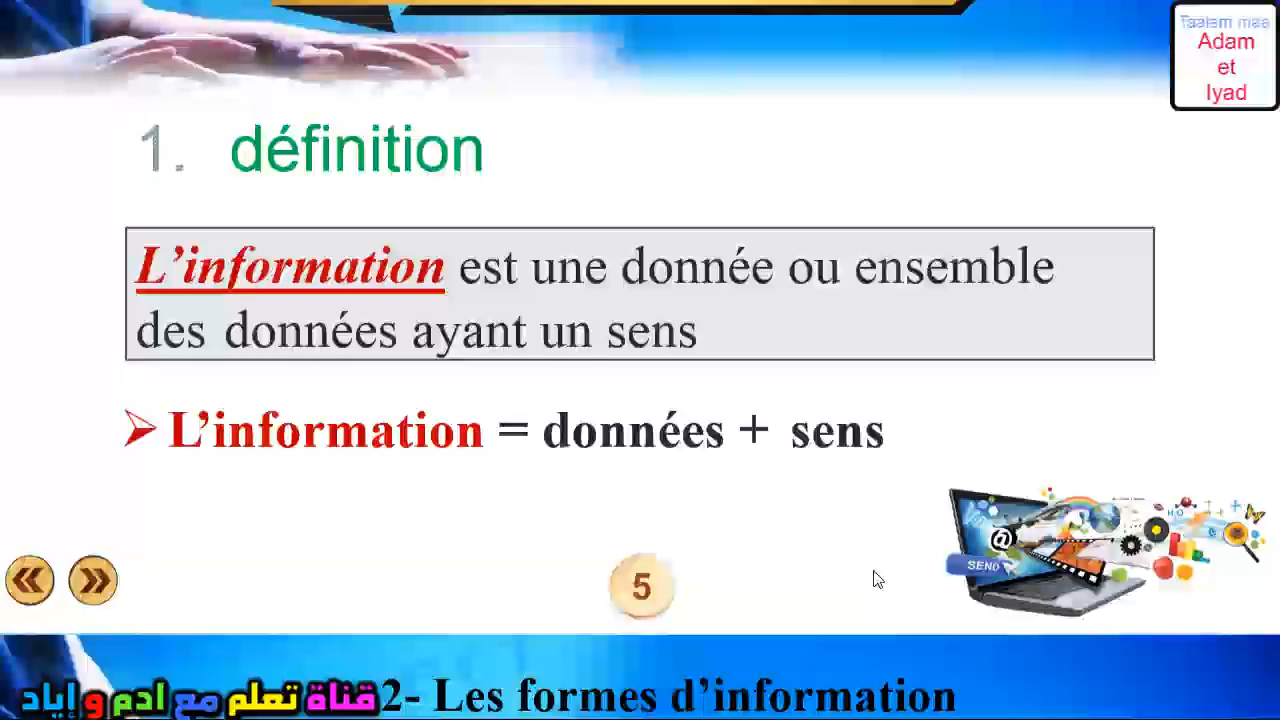 Taalam maa
Adam
et
Iyad
1. définition
L’information est une donnée ou ensemble
des données ayant un sens
L’information = données + sens
@
SEND
5
2- Les formes d’information
قناة تعلم مع ادم و إياد